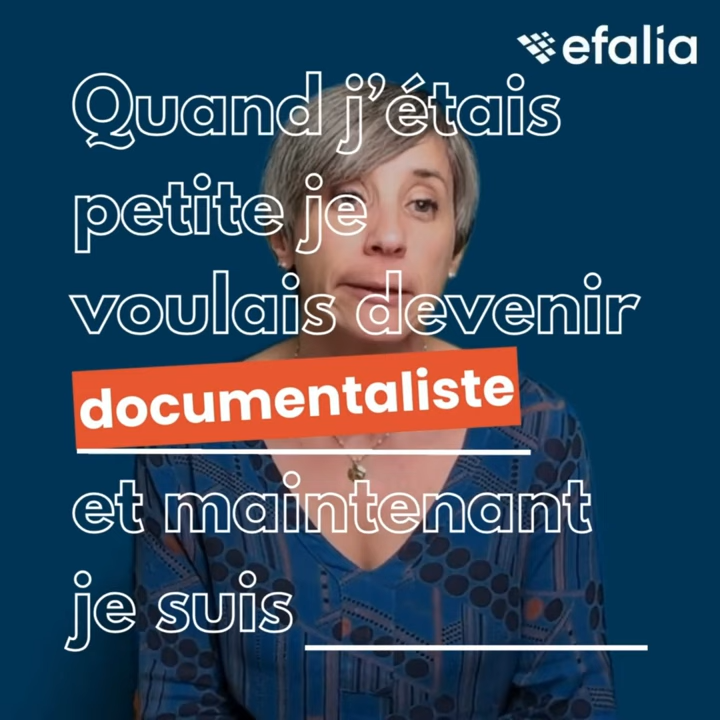 efalia
Quand j'étais
petite je
voulais devenir
documentaliste
et maintenant
je suis